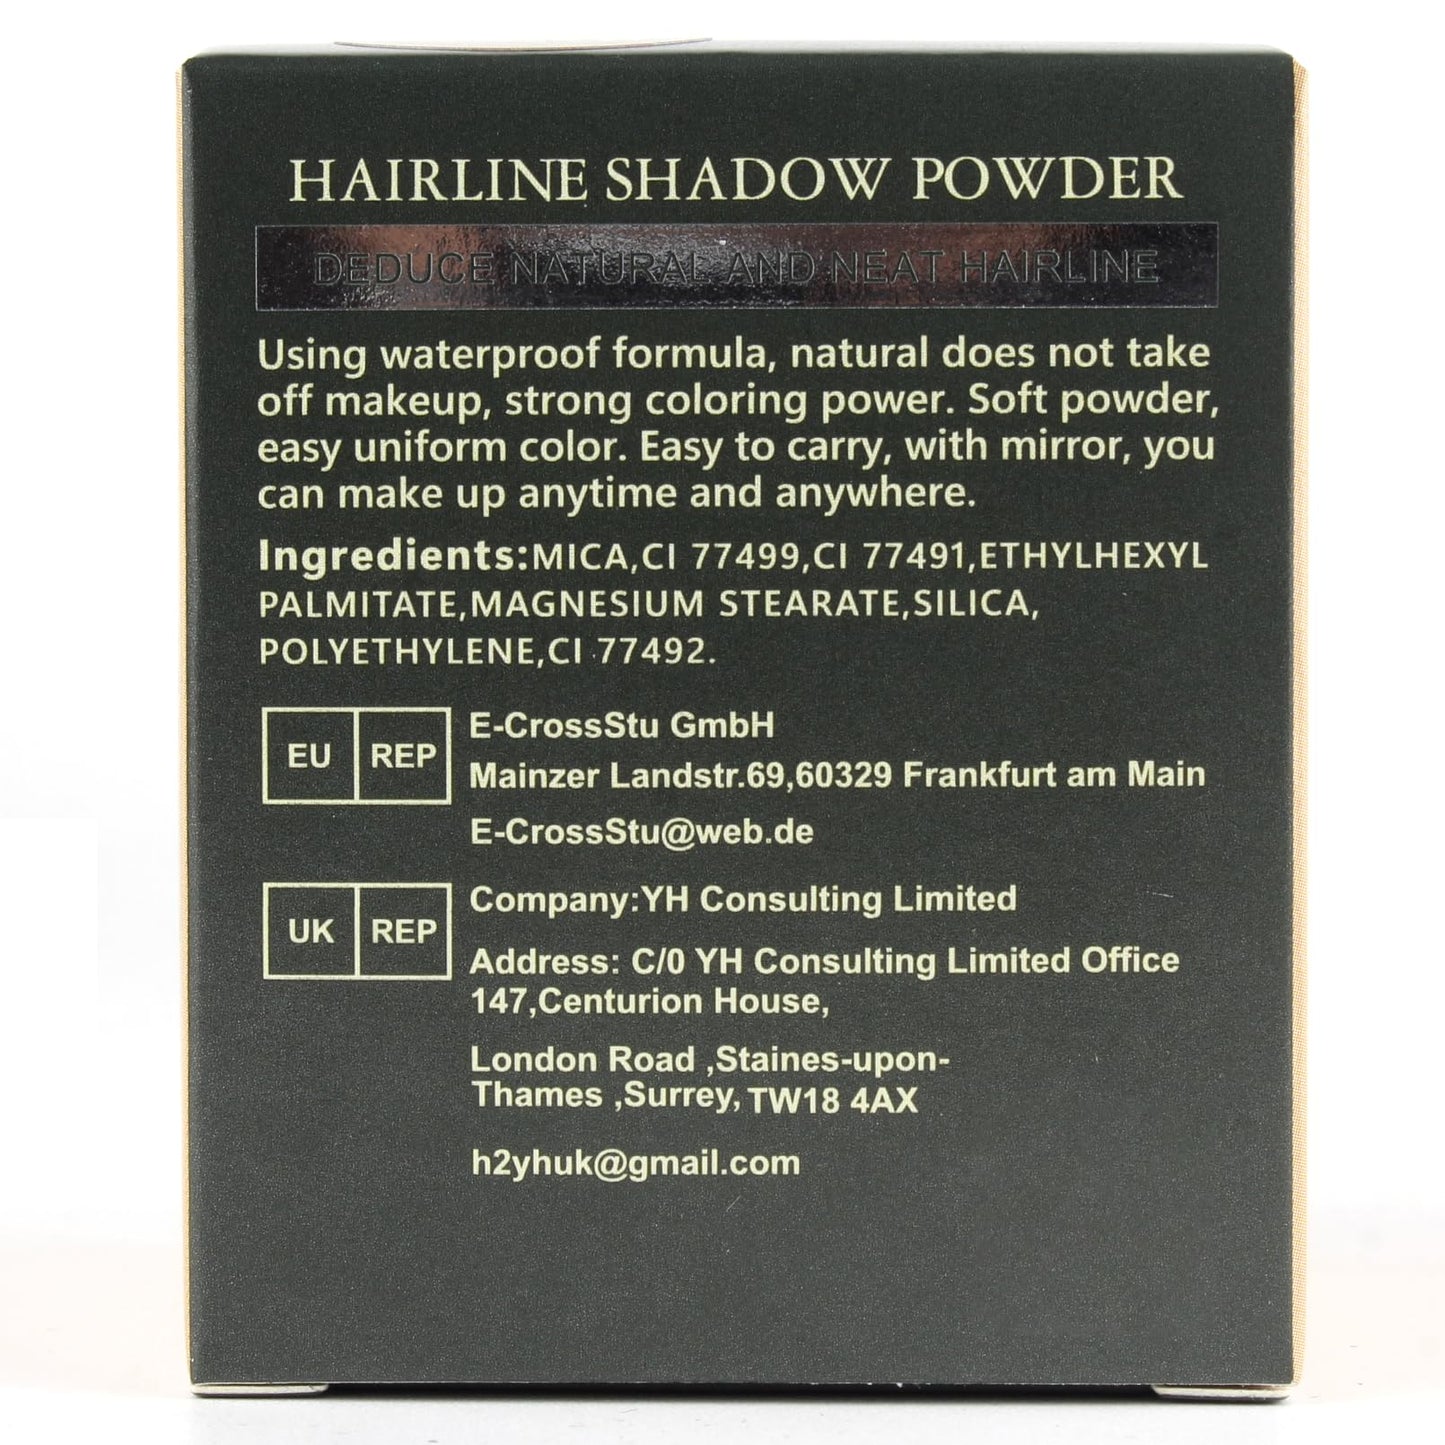 HAIRLINE SHADOW POWDER
DEDUCE NATURAL AND NEAT HAIRLINE
Using waterproof formula, natural does not take
off makeup, strong coloring power. Soft powder,
easy uniform color. Easy to carry, with mirror, you
can make up anytime and anywhere.
Ingredients:MICA,CI 77499,CI 77491,ETHYLHEXYL
PALMITATE,MAGNESIUM STEARATE,SILICA,
POLYETHYLENE,CI 77492.
EU REP
E-CrossStu GmbH
Mainzer Landstr.69,60329 Frankfurt am Main
E-CrossStu@web.de
UK REP
Company:YH Consulting Limited
Address: C/0 YH Consulting Limited Office
147,Centurion House,
London Road ,Staines-upon-
Thames ,Surrey, TW18 4AX
h2yhuk@gmail.com